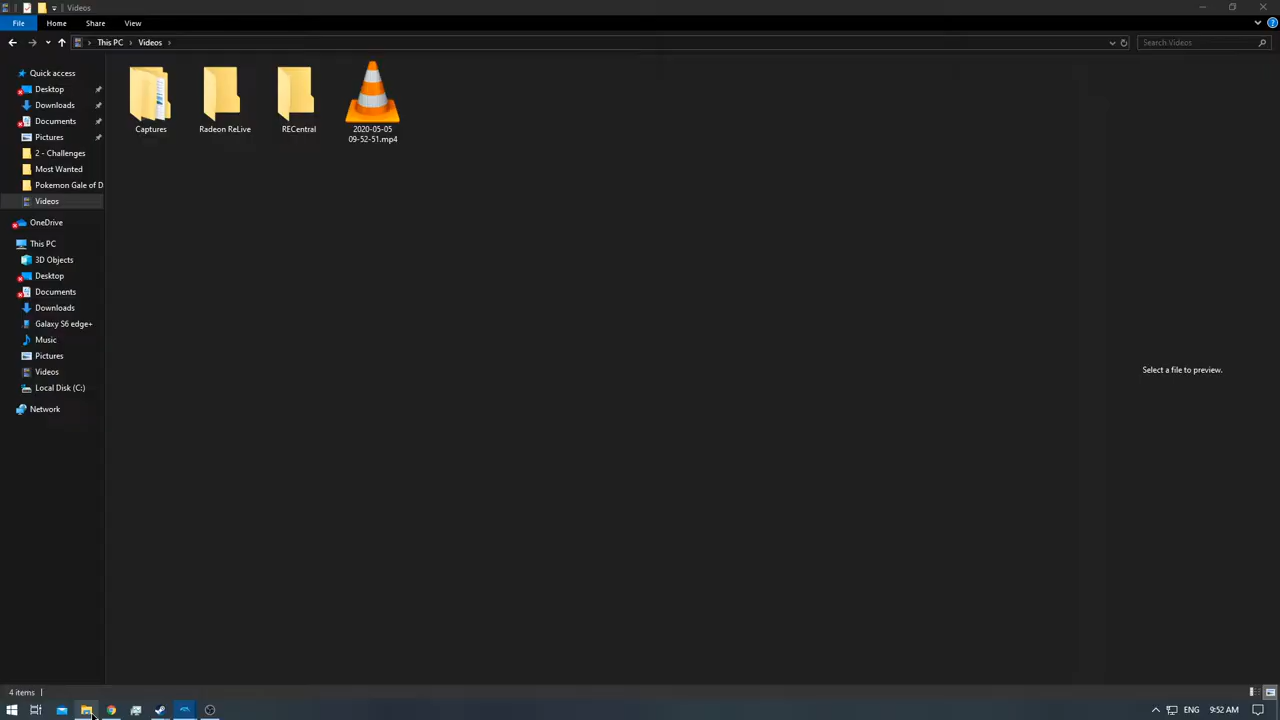 Videos
File
Home
Share
View
This PC
Videos
Search Videos
Quick access
Desktop
Downloads
Documents
Pictures
2 - Challenges
Most Wanted
Pokemon Gale of D
Videos
OneDrive
This PC
3D Objects
Desktop
Documents
Downloads
Galaxy S6 edge+
Music
Pictures
Videos
Local Disk (C:)
Network
Captures
Radeon ReLive
RECentral
2020-05-05
09-52-51.mp4
Select a file to preview.
4 items
ENG
9:52 AM